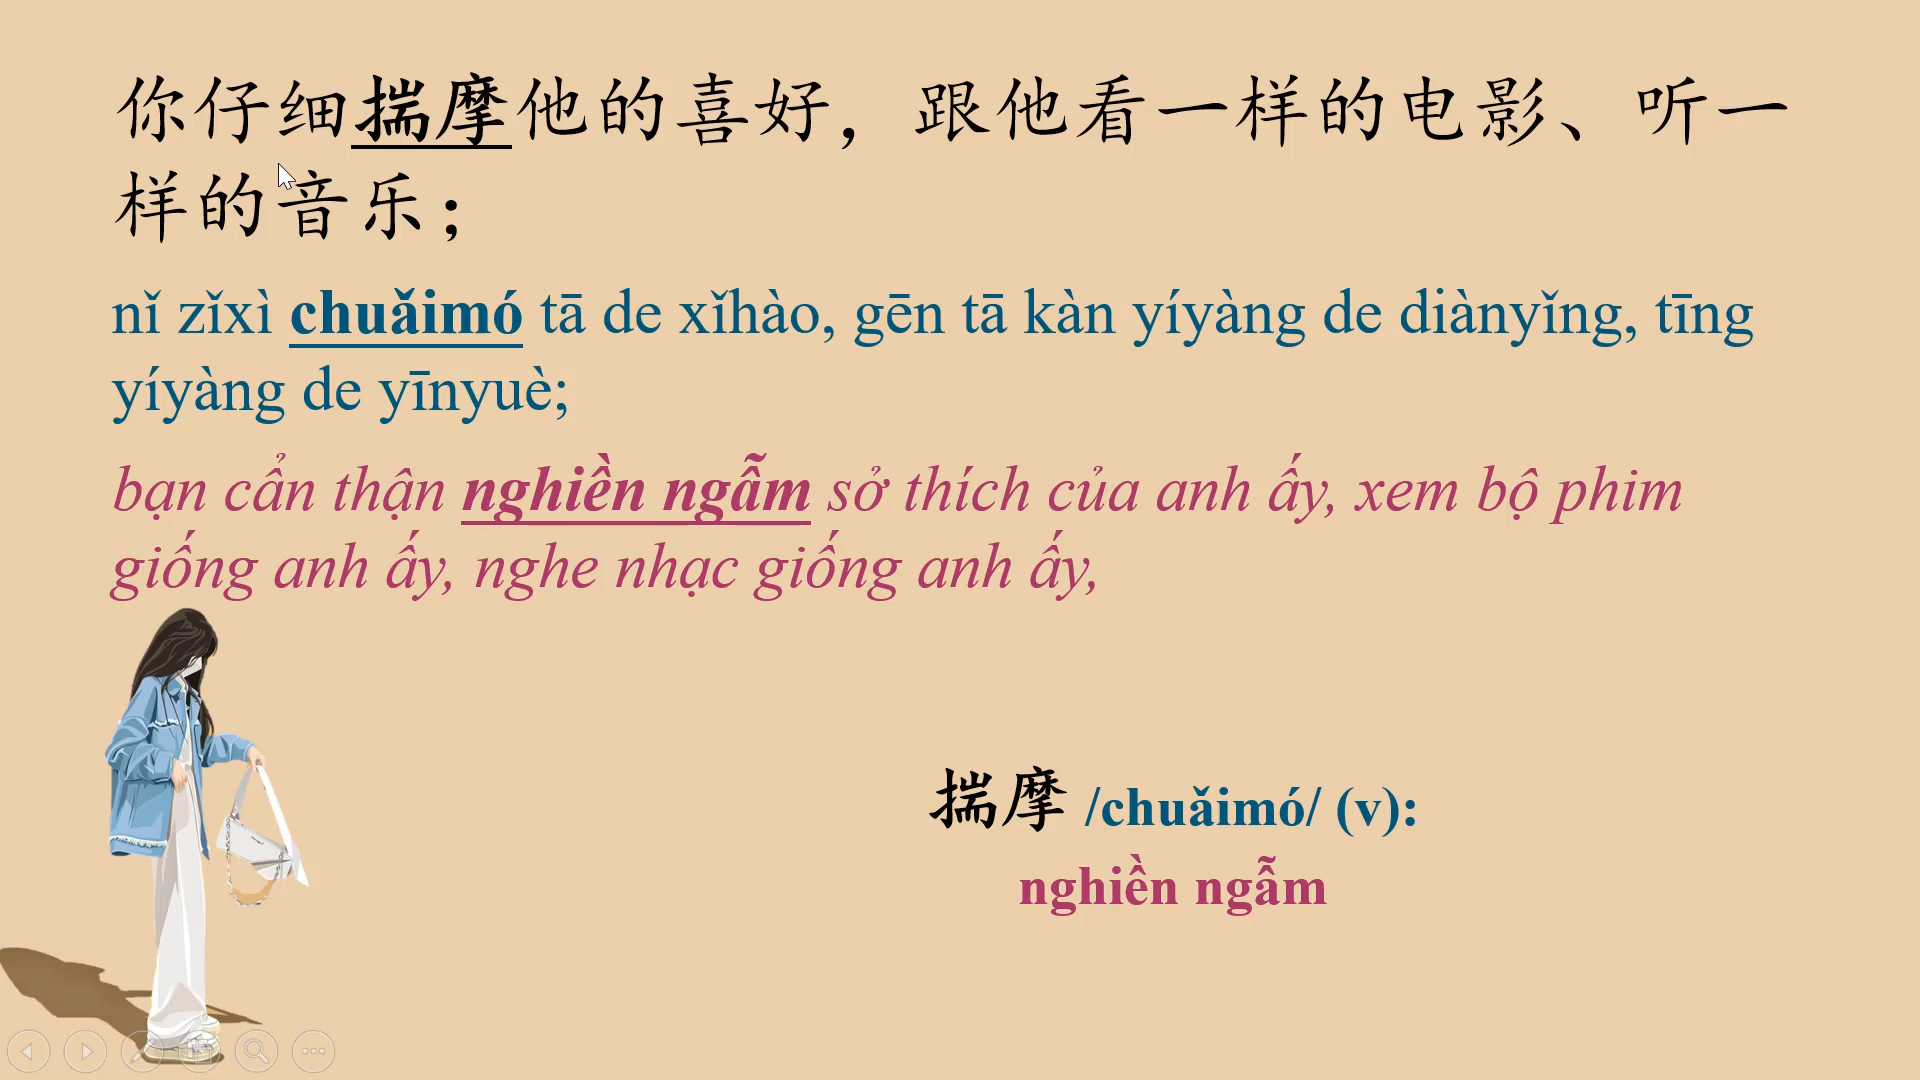 你仔细揣摩他的喜好，跟他看一样的电影、听一
样的音乐；
nǐ zǐxì chuǎimó tā de xǐhào, gēn tā kàn yíyàng de diànyǐng, tīng
yíyàng de yīnyuè;
bạn cẩn thận nghiền ngẫm sở thích của anh ấy, xem bộ phim
giống anh ấy, nghe nhạc giống anh ấy,
揣摩 /chuǎimó/ (v):
nghiền ngẫm